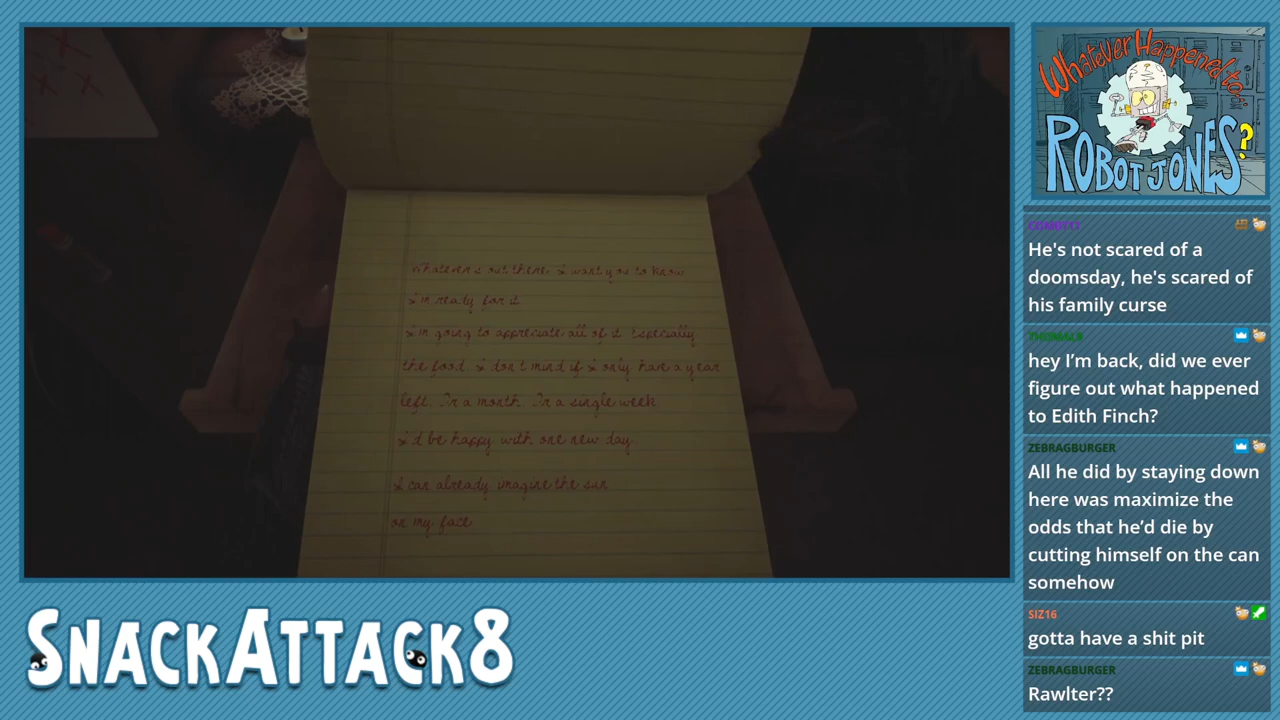 Whatever Happened to...
ROBOT JONES?
Whatever's out there, I want you to know
I'm ready for it
I'm going to appreciate all of it. Especially
the food. I don't mind if I only have a year
left. Or a month. Or a single week
I'd be happy with one new day
I can already imagine the sun
on my face
He's not scared of a
doomsday, he's scared of
his family curse
THOMAS
hey I’m back, did we ever
figure out what happened
to Edith Finch?
ZEBRAGBURGER
All he did by staying down
here was maximize the
odds that he’d die by
cutting himself on the can
somehow
SIZ16
gotta have a shit pit
ZEBRAGBURGER
Rawlter??
SNACKATTACK8